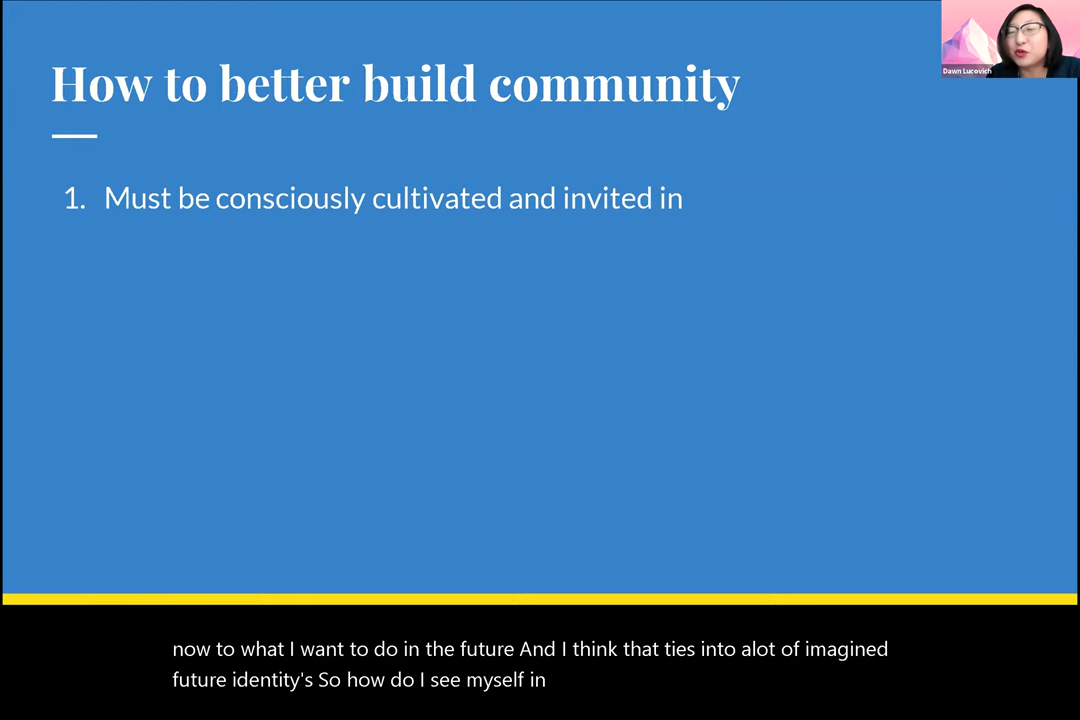 How to better build community
1. Must be consciously cultivated and invited in
Dawn Lucovich
now to what I want to do in the future And I think that ties into alot of imagined
future identity's So how do I see myself in